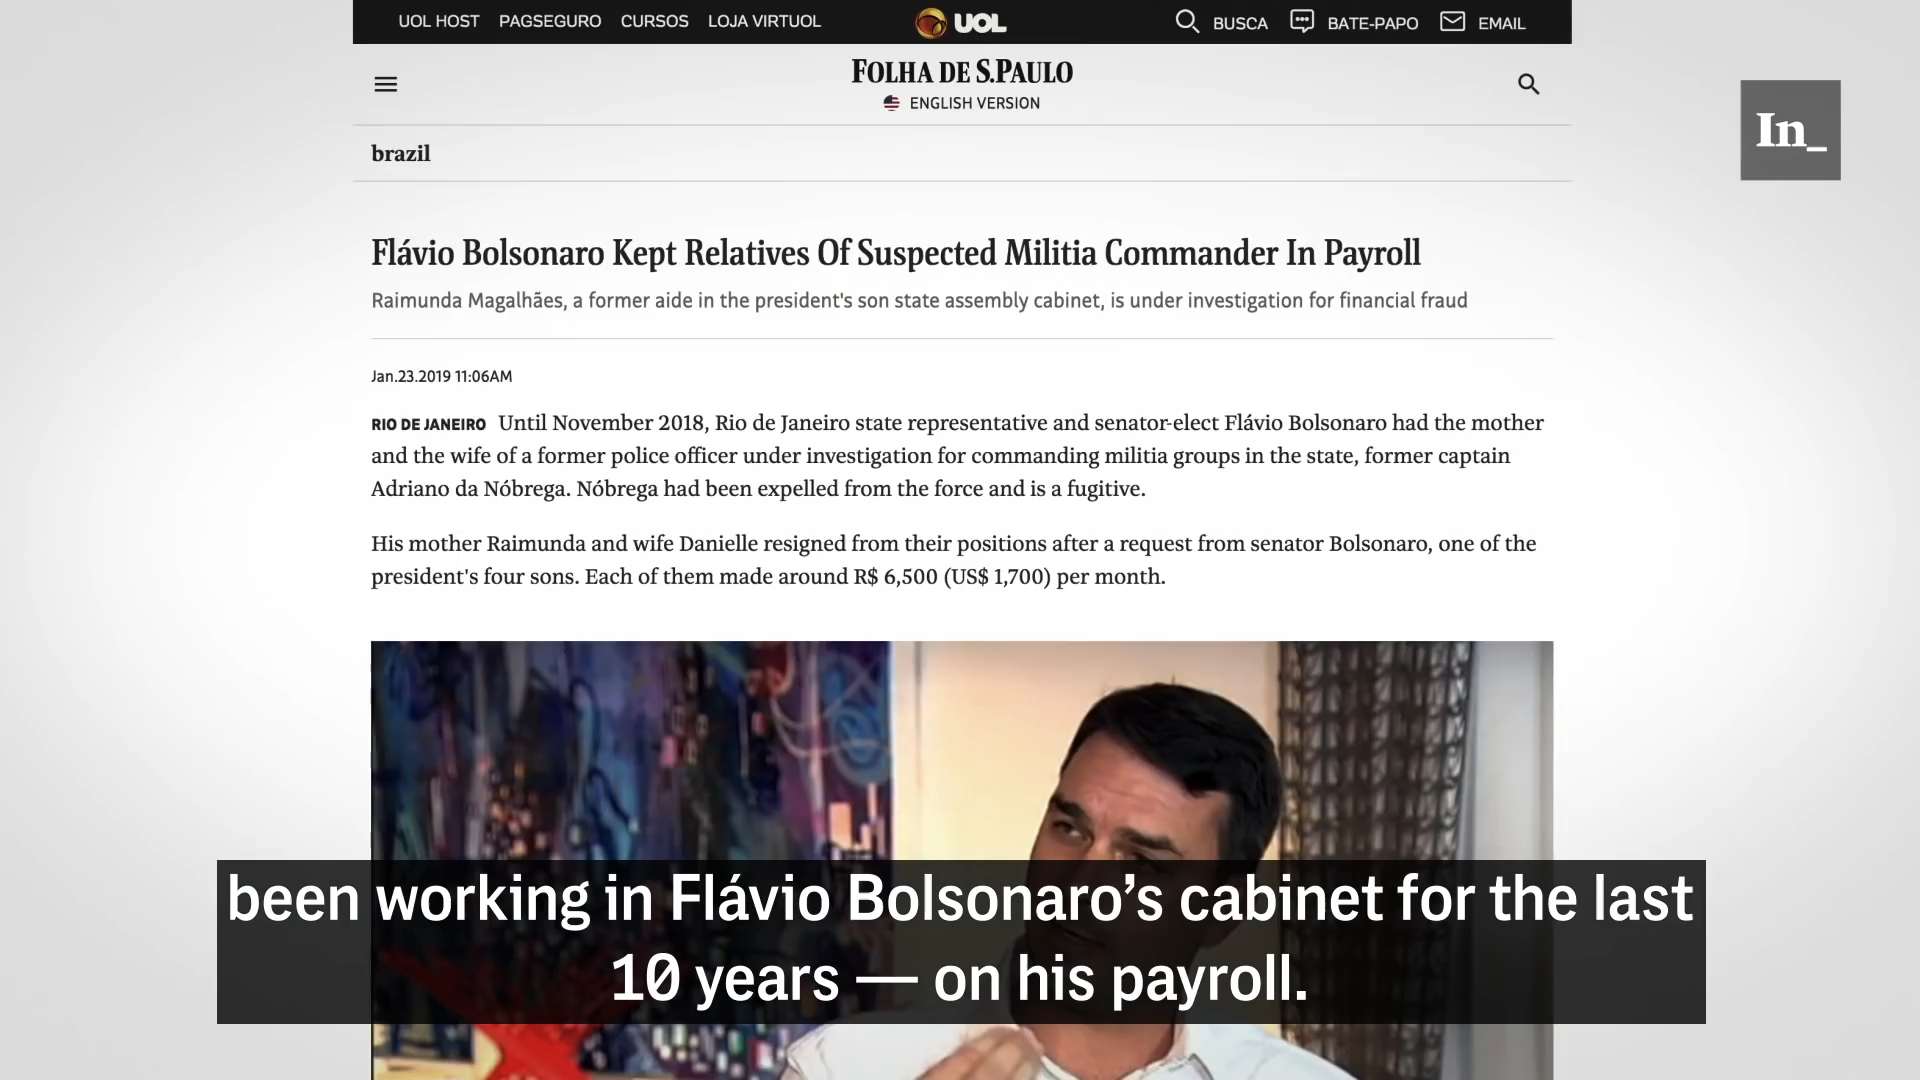 UOL HOST PAGSEGURO CURSOS LOJA VIRTUOL UOL BUSCA BATE-PAPO EMAIL
FOLHA DE S.PAULO
ENGLISH VERSION
In_
brazil
Flávio Bolsonaro Kept Relatives Of Suspected Militia Commander In Payroll
Raimunda Magalhães, a former aide in the president's son state assembly cabinet, is under investigation for financial fraud
Jan.23.2019 11:06AM
RIO DE JANEIRO Until November 2018, Rio de Janeiro state representative and senator-elect Flávio Bolsonaro had the mother
and the wife of a former police officer under investigation for commanding militia groups in the state, former captain
Adriano da Nóbrega. Nóbrega had been expelled from the force and is a fugitive.
His mother Raimunda and wife Danielle resigned from their positions after a request from senator Bolsonaro, one of the
president's four sons. Each of them made around R$ 6,500 (US$ 1,700) per month.
been working in Flávio Bolsonaro’s cabinet for the last
10 years — on his payroll.